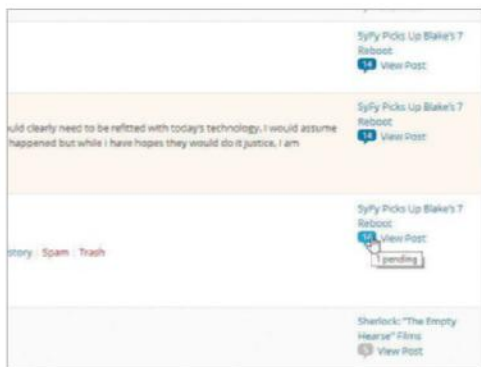 SyFy Picks Up Blake's 7
Reboot
14 View Post
SyFy Picks Up Blake's 7
Reboot
14 View Post
uld clearly need to be refitted with today's technology. I would assume
happened but while i have hopes they would do it justice, I am
SyFy Picks Up Blake's 7
Reboot
14 View Post
1 pending
story | Spam | Trash
Sherlock: "The Empty
Hearse" Films
5 View Post